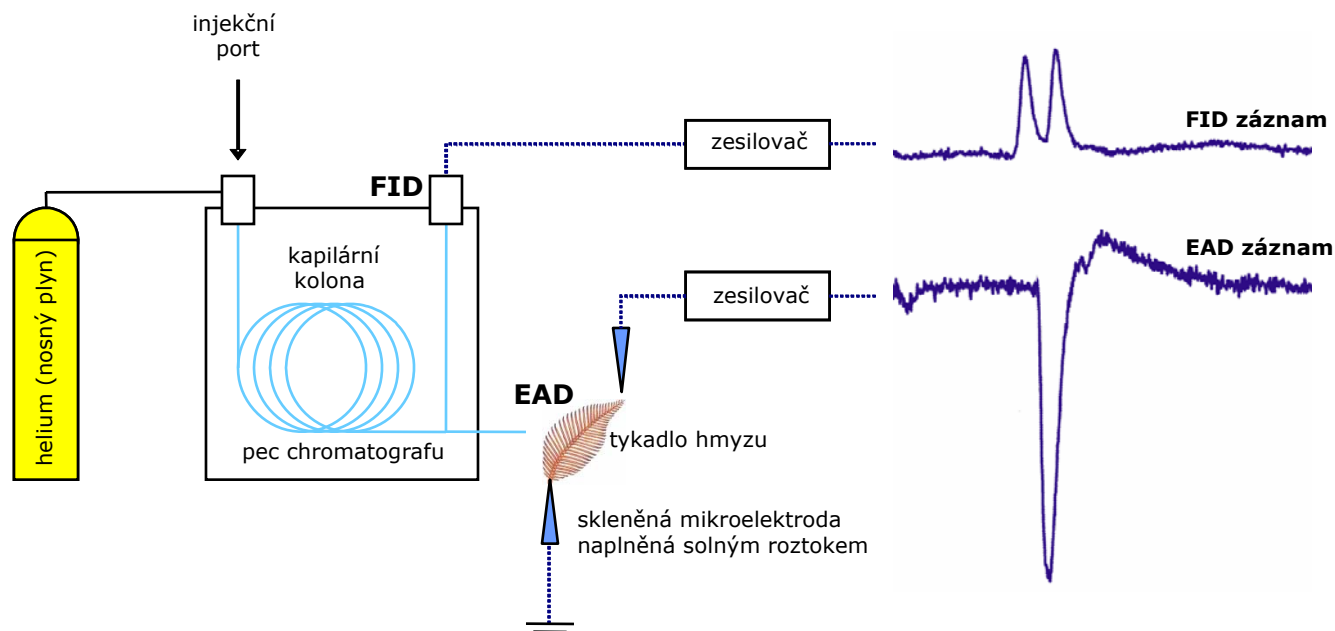 injekční
port
helium (nosný plyn)
FID
kapilární
kolona
pec chromatografu
EAD
tykadlo hmyzu
skleněná mikroelektroda
naplněná solným roztokem
zesilovač
zesilovač
FID záznam
EAD záznam